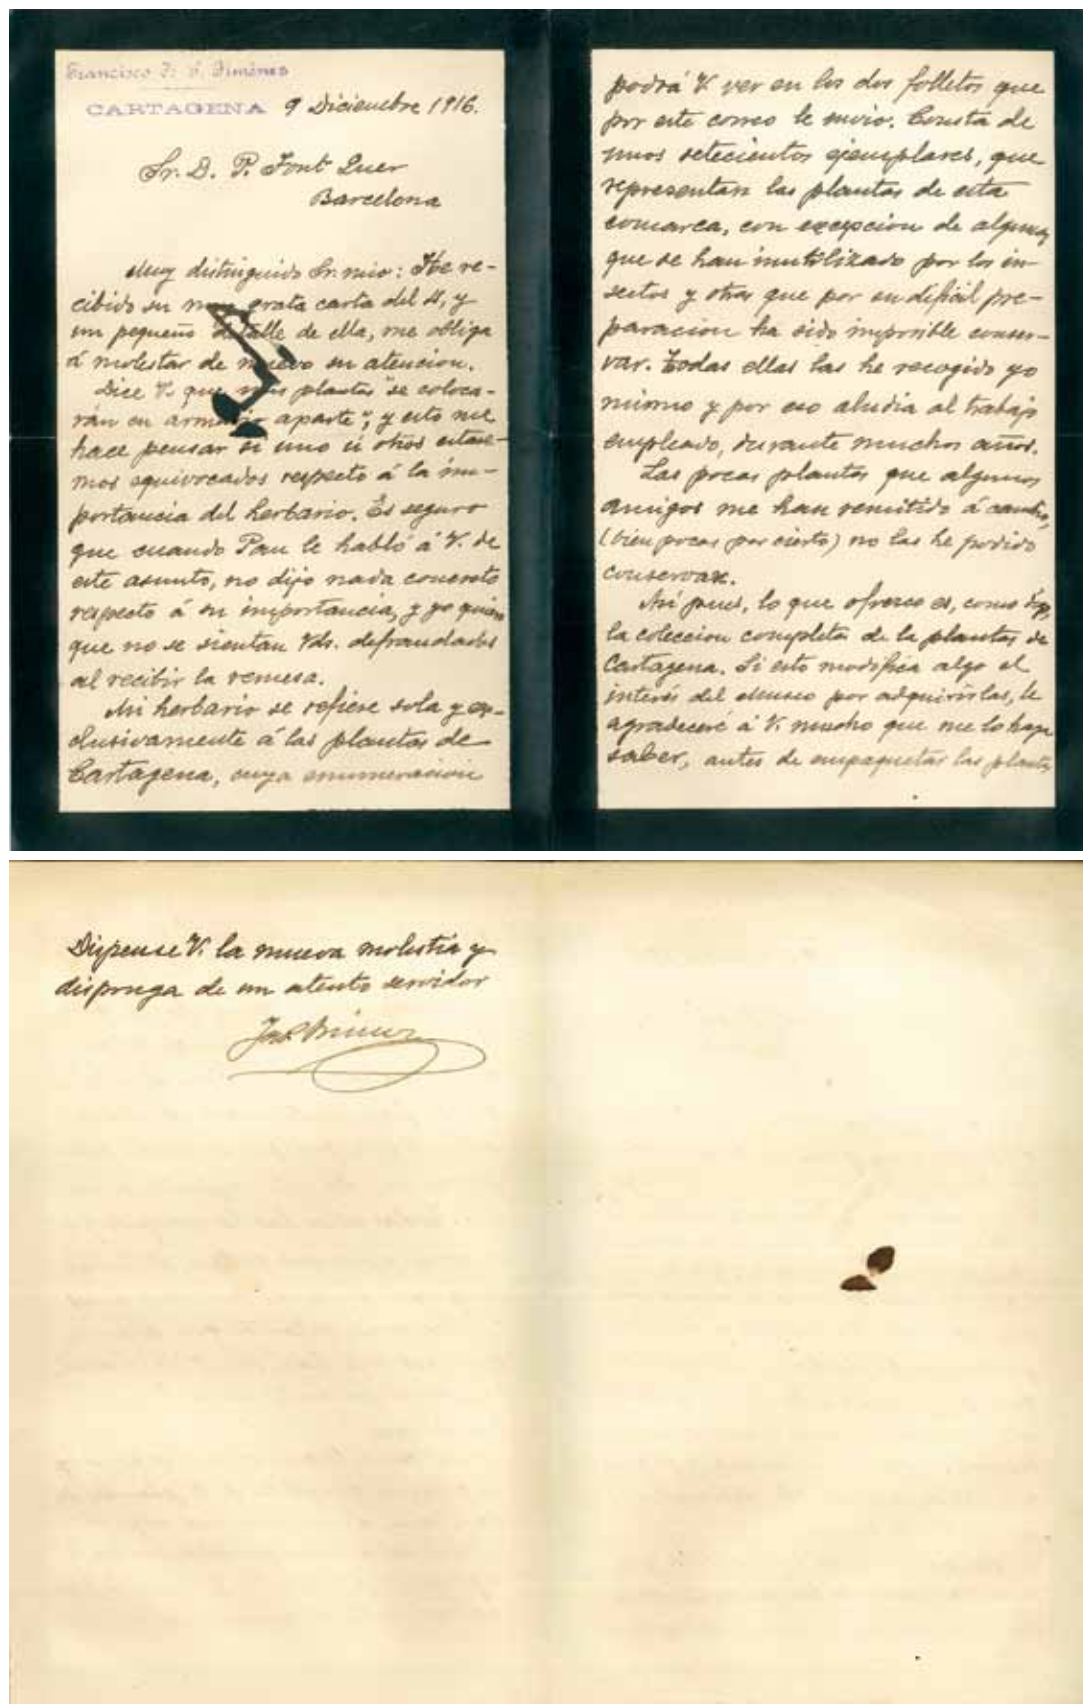 Francisco de P. Jiménez
CARTAGENA 9 Diciembre 1916.
Sr. D. P. Font Quer
Barcelona
Muy distinguido Sr. mio: He re-
cibido su muy grata carta del 4, y
un pequeño detalle de ella, me obliga
á molestar de nuevo su atencion.
Dice V. que mis plantas "se coloca-
rán en armario aparte", y esto me
hace pensar si uno ú otros estare-
mos equivocados respecto á la im-
portancia del herbario. Es seguro
que cuando Pau le habló á V. de
este asunto, no dijo nada concreto
respecto á su importancia, y yo quiero
que no se sientan Vds. defraudados
al recibir la remesa.
Mi herbario se refiere sola y ex-
clusivamente á las plantas de
Cartagena, cuya enumeracion
podrá V. ver en los dos folletos que
por este correo le envio. Consta de
unos setecientos ejemplares, que
representan las plantas de esta
comarca, con excepcion de algunas
que se han inutilizado por los in-
sectos y otras que por su dificil pre-
paracion ha sido imposible conser-
var. Todas ellas las he recogido yo
mismo y por eso aludia al trabajo
empleado, durante muchos años.
Las pocas plantas que algunos
amigos me han remitido á cambio,
(bien pocas por cierto) no las he podido
conservar.
Asi pues, lo que ofrezco es, como digo,
la coleccion completa de la plantas de
Cartagena. Si esto modifica algo el
interés del Museo por adquirirlas, le
agradeceré á V. mucho que me lo haga
saber, antes de empaquetar las plantas
Dispense V. la nueva molestia y
disponga de un atento servidor